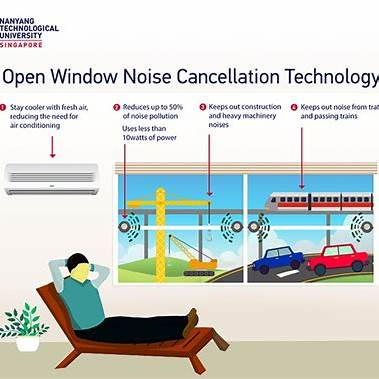 NANYANG
TECHNOLOGICAL
UNIVERSITY
SINGAPORE
Open Window Noise Cancellation Technology
1 Stay cooler with fresh air,
reducing the need for
air conditioning
2 Reduces up to 50%
of noise pollution
Uses less than
10watts of power
3 Keeps out construction
and heavy machinery
noises
4 Keeps out noise from traf
and passing trains